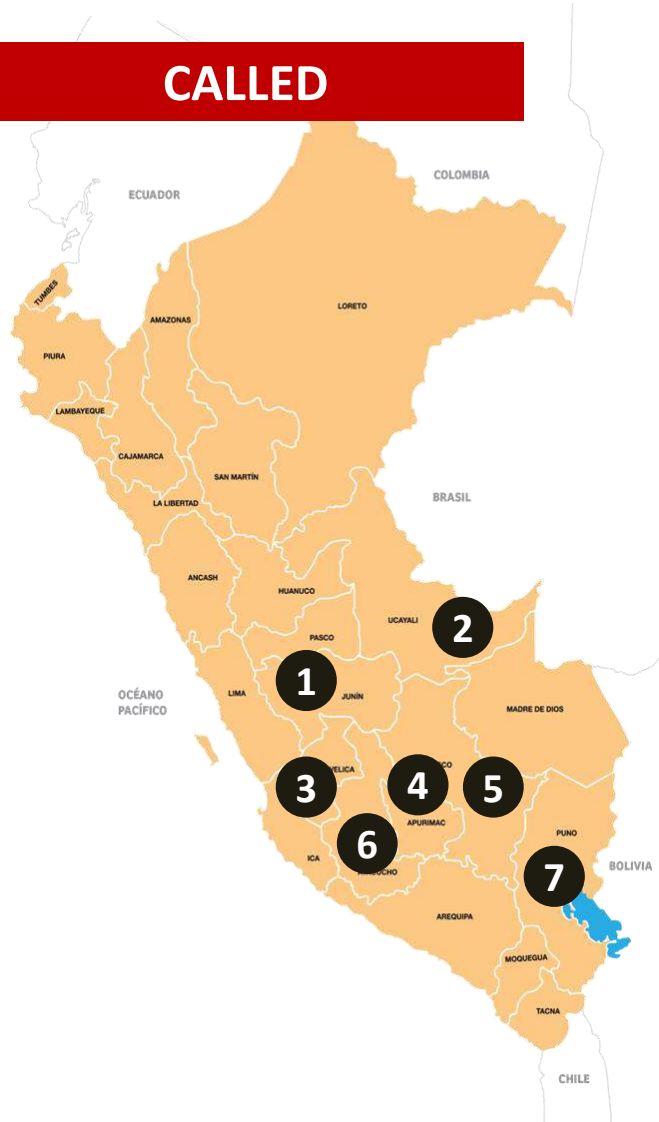 CALLED
COLOMBIA
ECUADOR
TUMBES
LORETO
AMAZONAS
PIURA
LAMBAYEQUE
CAJAMARCA
SAN MARTÍN
BRASIL
LA LIBERTAD
ANCASH
HUANUCO
UCAYALI
2
PASCO
1
LIMA
JUNÍN
OCÉANO
PACÍFICO
MADRE DE DIOS
3
4
5
APURIMAC
PUNO
6
ICA
BOLIVIA
7
AREQUIPA
MOQUEGUA
TACNA
CHILE